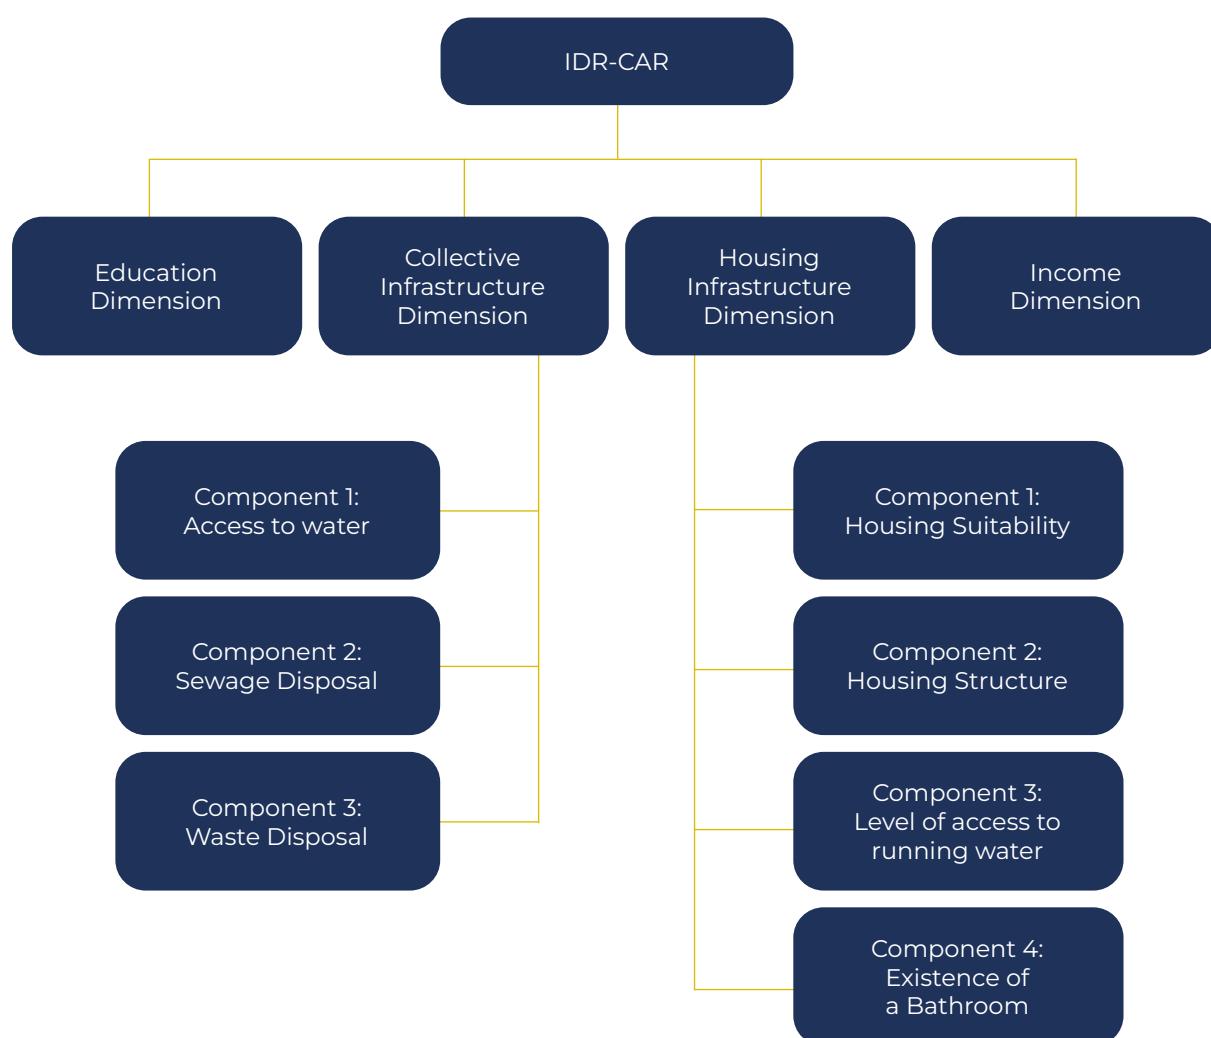 IDR-CAR
Education
Dimension
Collective
Infrastructure
Dimension
Housing
Infrastructure
Dimension
Income
Dimension
Component 1:
Access to water
Component 2:
Sewage Disposal
Component 3:
Waste Disposal
Component 1:
Housing Suitability
Component 2:
Housing Structure
Component 3:
Level of access to
running water
Component 4:
Existence of
a Bathroom